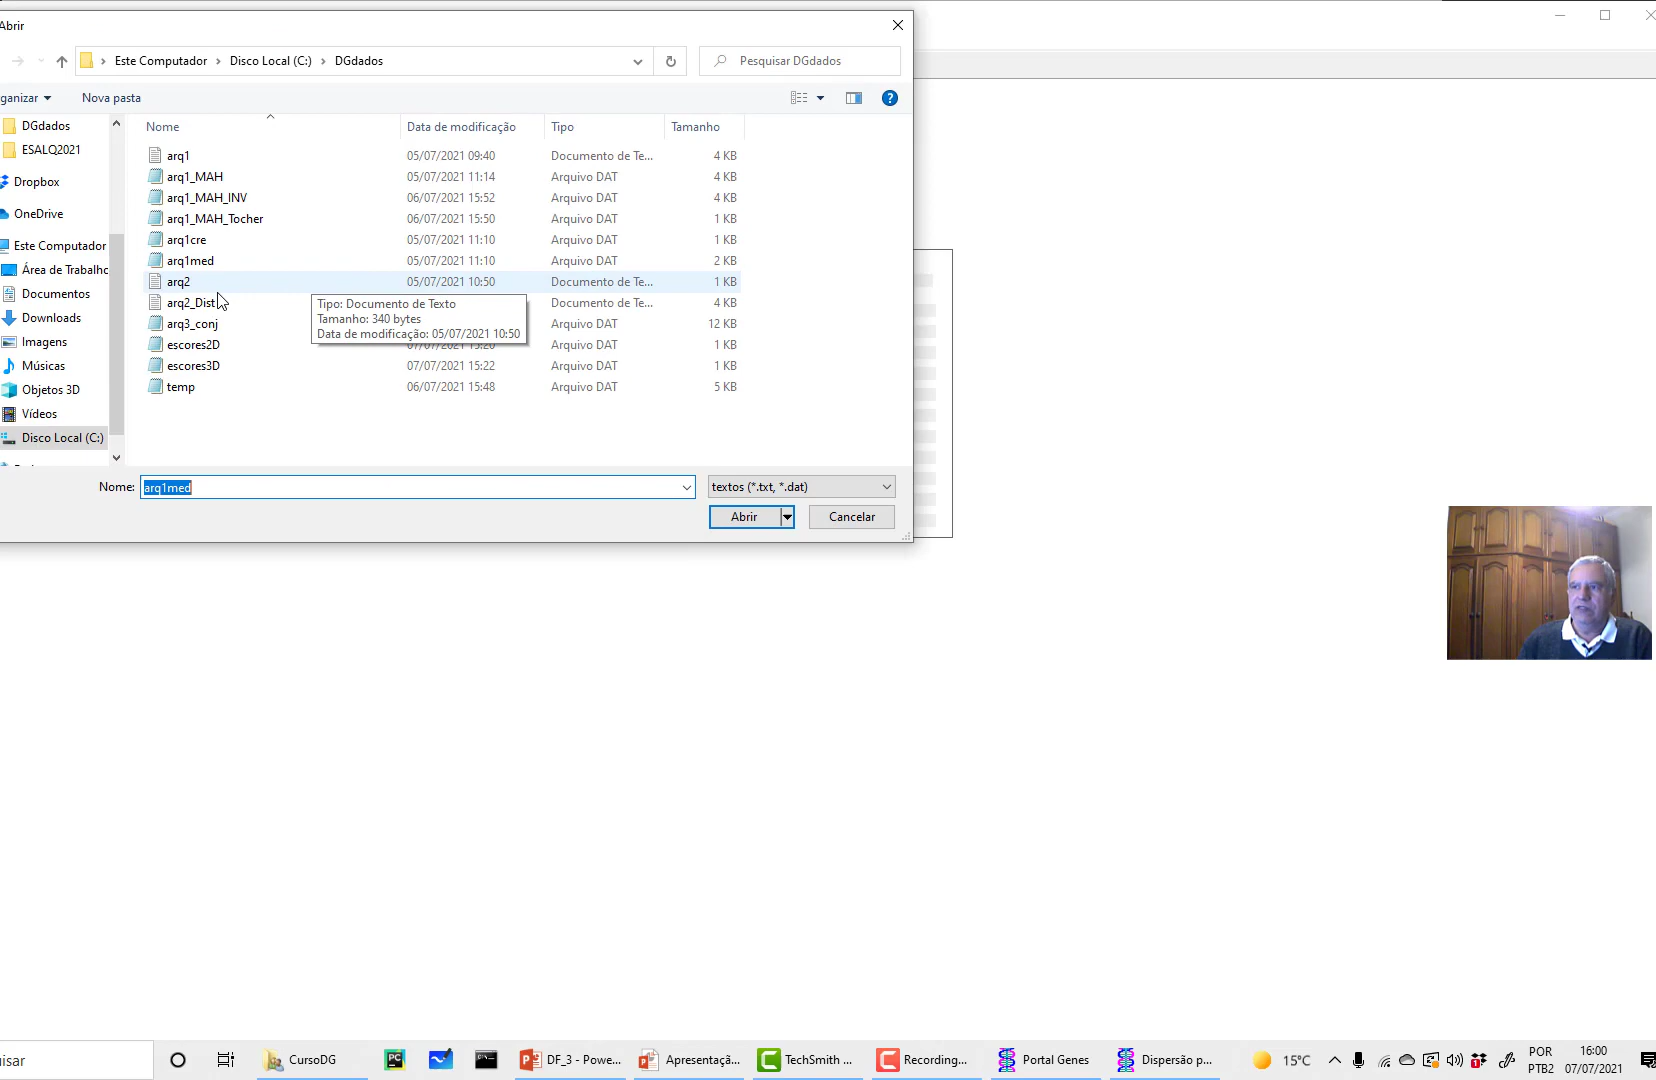 Abrir
Este Computador > Disco Local (C:) > DGdados
Pesquisar DGdados
ganizar
Nova pasta
DGdados
ESALQ2021
Dropbox
OneDrive
Este Computador
Área de Trabalho
Documentos
Downloads
Imagens
Músicas
Objetos 3D
Vídeos
Disco Local (C:)
Nome Data de modificação Tipo Tamanho
arq1 05/07/2021 09:40 Documento de Te... 4 KB
arq1_MAH 05/07/2021 11:14 Arquivo DAT 4 KB
arq1_MAH_INV 06/07/2021 15:52 Arquivo DAT 4 KB
arq1_MAH_Tocher 06/07/2021 15:50 Arquivo DAT 1 KB
arq1cre 05/07/2021 11:10 Arquivo DAT 1 KB
arq1med 05/07/2021 11:10 Arquivo DAT 2 KB
arq2 05/07/2021 10:50 Documento de Te... 1 KB
arq2_Dist Documento de Te... 4 KB
arq3_conj Arquivo DAT 12 KB
escores2D 07/07/2021 15:20 Arquivo DAT 1 KB
escores3D 07/07/2021 15:22 Arquivo DAT 1 KB
temp 06/07/2021 15:48 Arquivo DAT 5 KB
Tipo: Documento de Texto
Tamanho: 340 bytes
Data de modificação: 05/07/2021 10:50
Nome: arq1med
textos (*.txt, *.dat)
Abrir
Cancelar
isar
CursoDG
DF_3 - Powe...
Apresentaçã...
TechSmith ...
Recording...
Portal Genes
Dispersão p...
15°C
POR
PTB2
16:00
07/07/2021